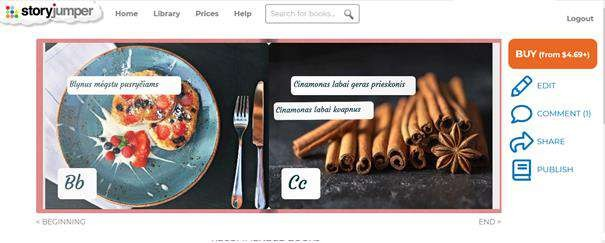 storyjumper
Home Library Prices Help
Search for books...
Logout
Blynus mėgstu pusryčiams
Cinamonas labai geras prieskonis
Cinamonas labai kvapnus
Bb
Cc
BUY (from $4.69+)
EDIT
COMMENT (1)
SHARE
PUBLISH
< BEGINNING
END >